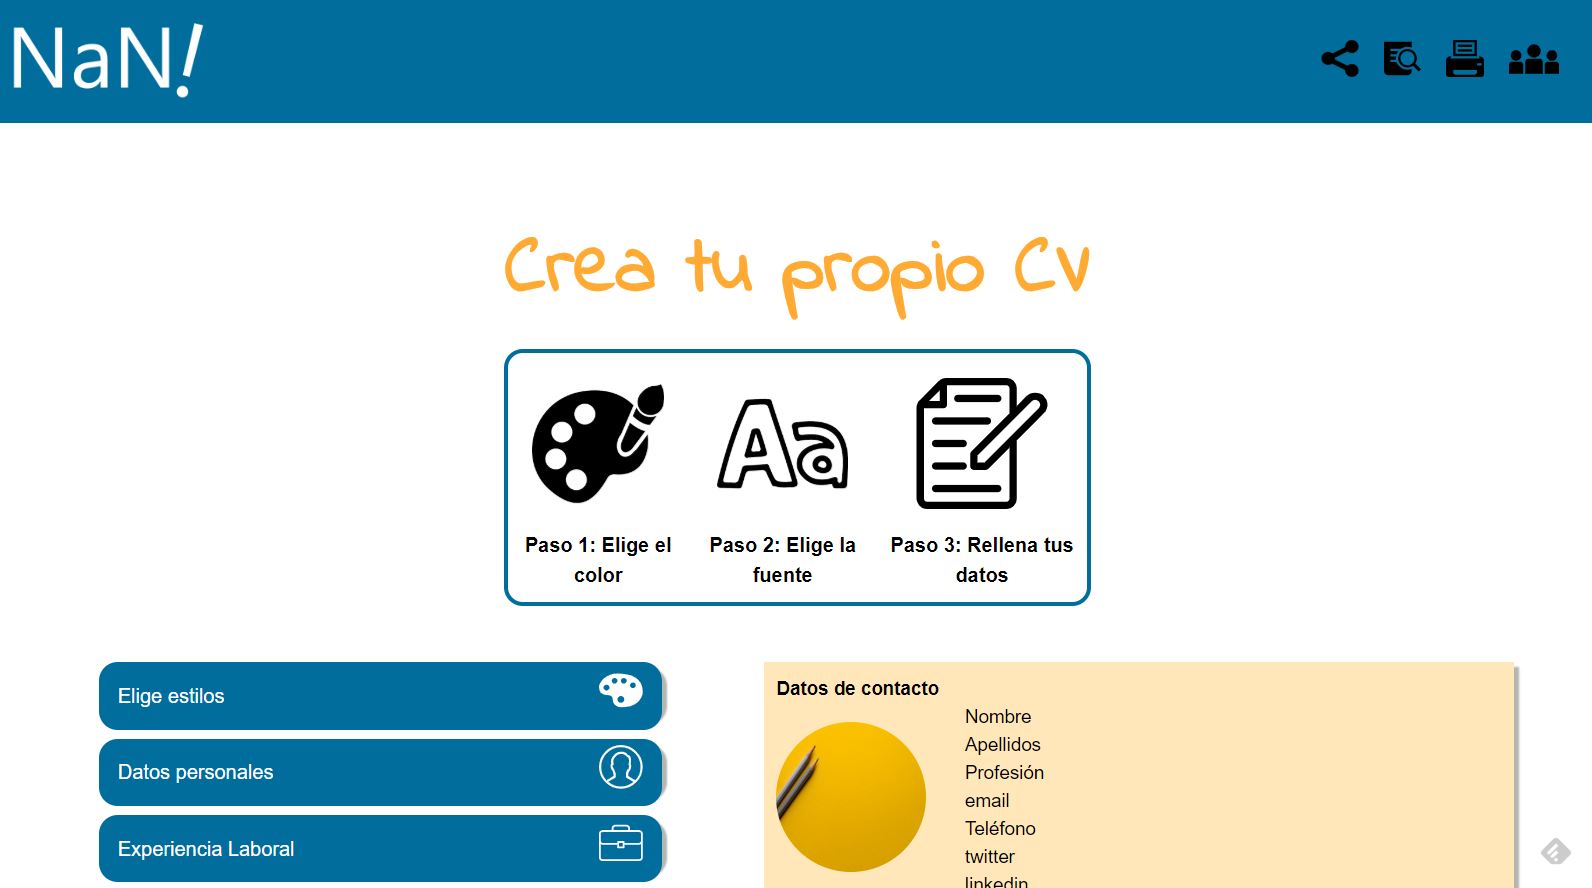 NaN!
Crea tu propio CV
Aa
Paso 1: Elige el
color
Paso 2: Elige la
fuente
Paso 3: Rellena tus
datos
Elige estilos
Datos personales
Experiencia Laboral
Datos de contacto
Nombre
Apellidos
Profesión
email
Teléfono
twitter
linkedin